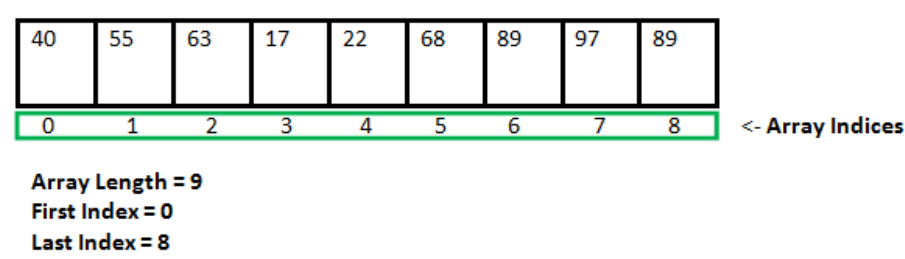 40 55 63 17 22 68 89 97 89
0 1 2 3 4 5 6 7 8 <- Array Indices
Array Length = 9
First Index = 0
Last Index = 8